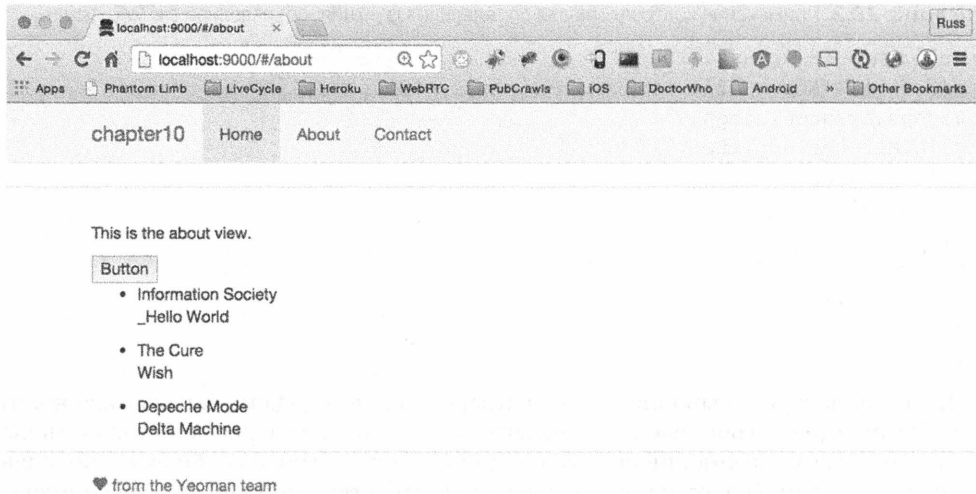 localhost:9000/#/about
Russ
localhost:9000/#/about
Apps Phantom Limb LiveCycle Heroku WebRTC PubCrawls iOS DoctorWho Android » Other Bookmarks
chapter10 Home About Contact
This is the about view.
Button
• Information Society
_Hello World
• The Cure
Wish
• Depeche Mode
Delta Machine
♥ from the Yeoman team